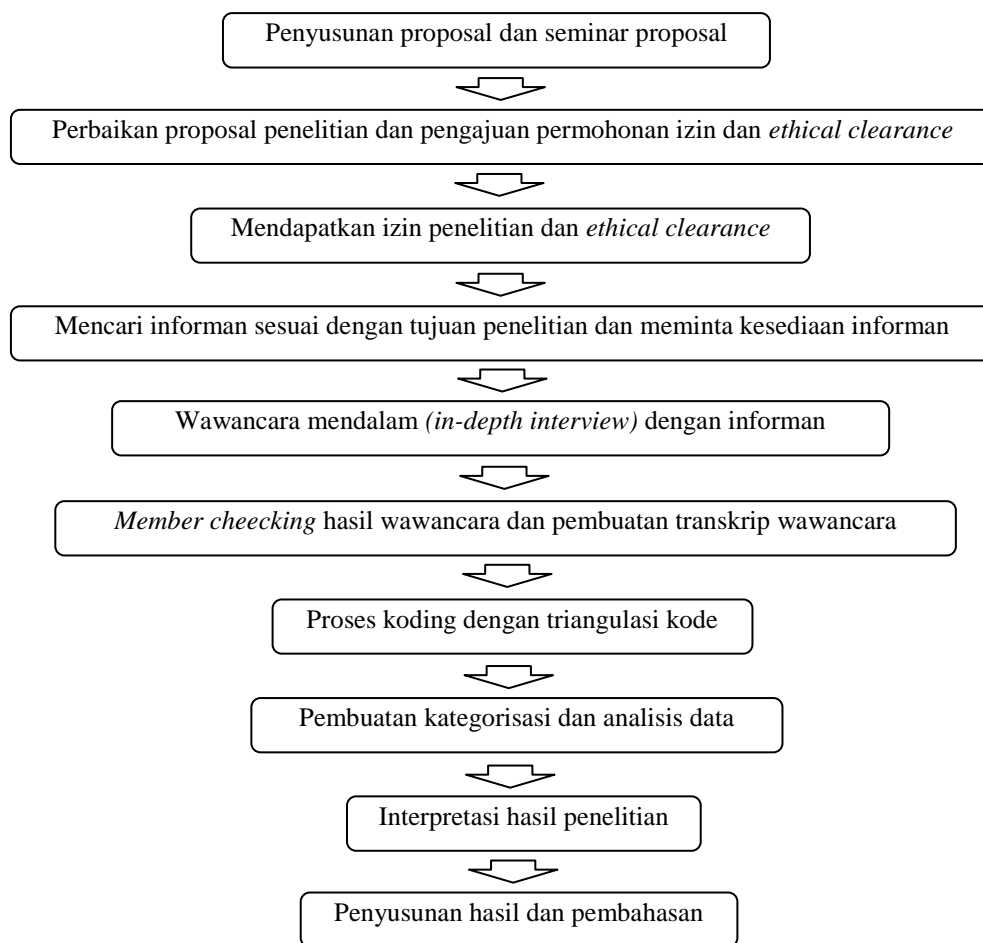 Penyusunan proposal dan seminar proposal
Perbaikan proposal penelitian dan pengajuan permohonan izin dan ethical clearance
Mendapatkan izin penelitian dan ethical clearance
Mencari informan sesuai dengan tujuan penelitian dan meminta kesediaan informan
Wawancara mendalam (in-depth interview) dengan informan
Member cheecking hasil wawancara dan pembuatan transkrip wawancara
Proses koding dengan triangulasi kode
Pembuatan kategorisasi dan analisis data
Interpretasi hasil penelitian
Penyusunan hasil dan pembahasan